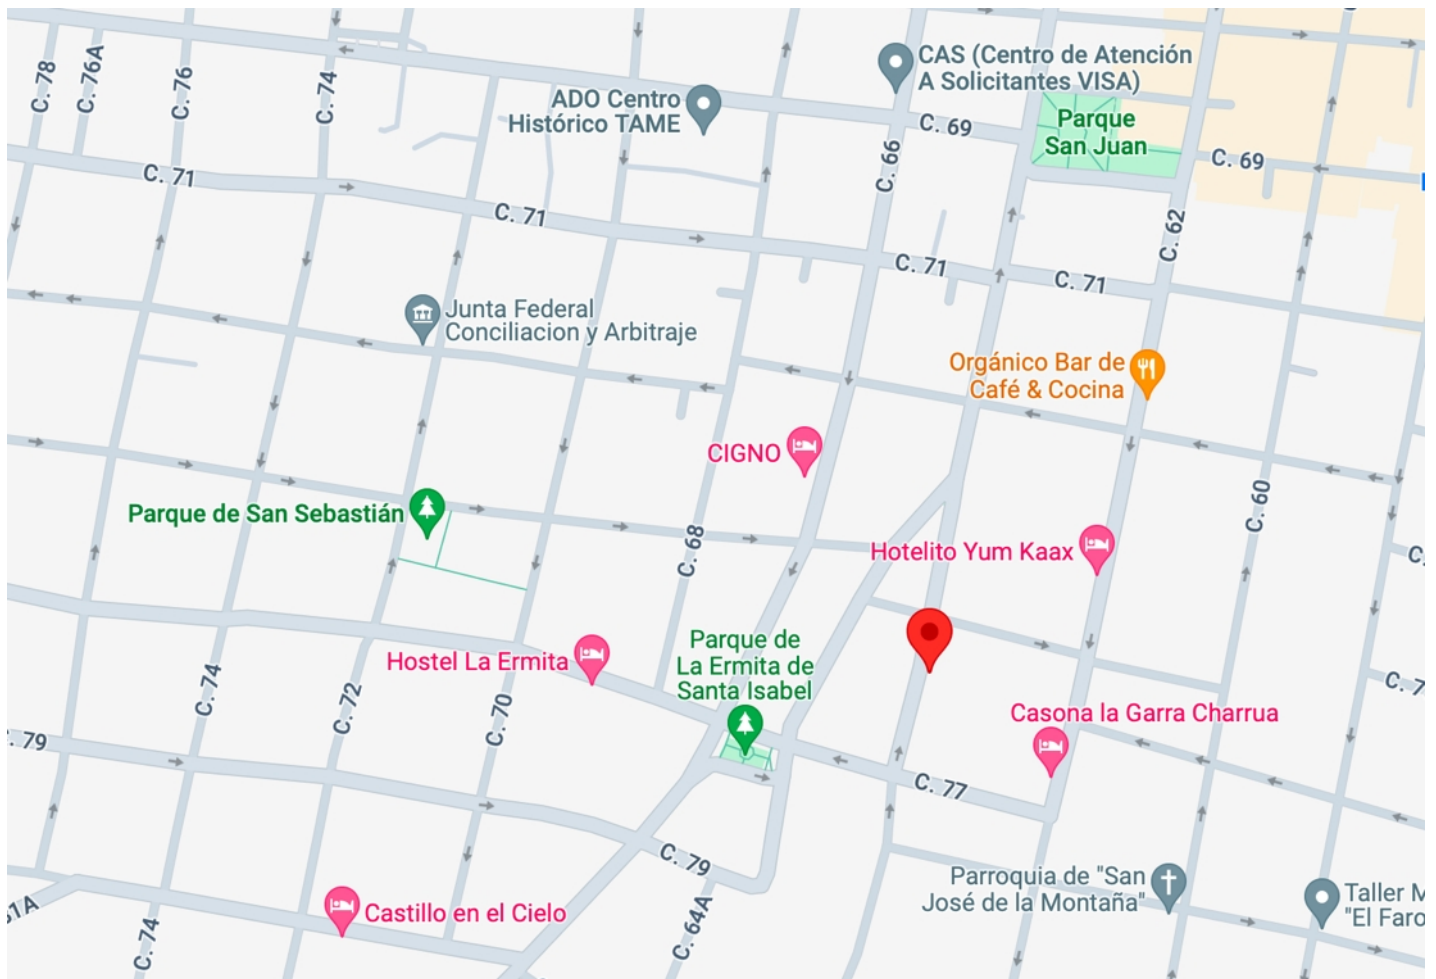 C. 78
C. 76A
C. 76
C. 74
CAS (Centro de Atención
A Solicitantes VISA)
ADO Centro
Histórico TAME
C. 69
Parque
San Juan
C. 66
C. 69
C. 71
C. 71
C. 62
C. 71
C. 71
Junta Federal
Conciliacion y Arbitraje
Orgánico Bar de
Café & Cocina
CIGNO
C. 60
Parque de San Sebastián
C. 68
Hotelito Yum Kaax
Parque de
La Ermita de
Santa Isabel
Hostel La Ermita
C. 74
C. 72
C. 70
Casona la Garra Charrua
. 79
C. 77
C. 79
Parroquia de "San
José de la Montaña"
Taller M
"El Faro
Castillo en el Cielo
C. 64A
C. 74